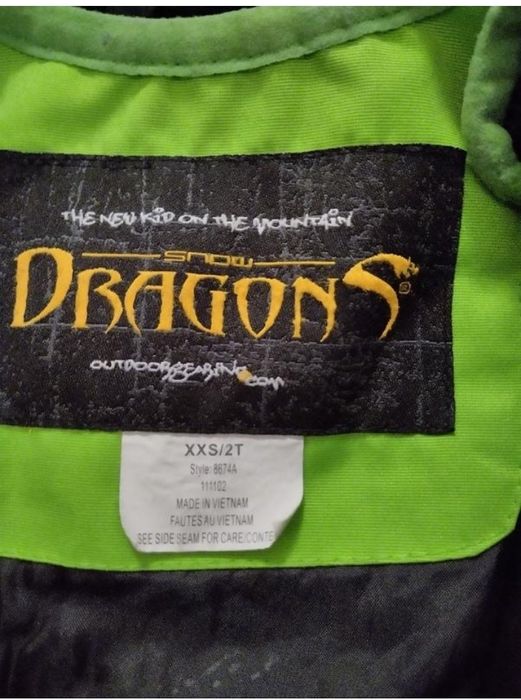 THE NEW KID ON THE MOUNTAIN
SNOW
DRAGONS®
OUTDOORGEARINC.COM
XXS/2T
Style: 8674A
111102
MADE IN VIETNAM
FAUTES AU VIETNAM
SEE SIDE SEAM FOR CARE/CONTE